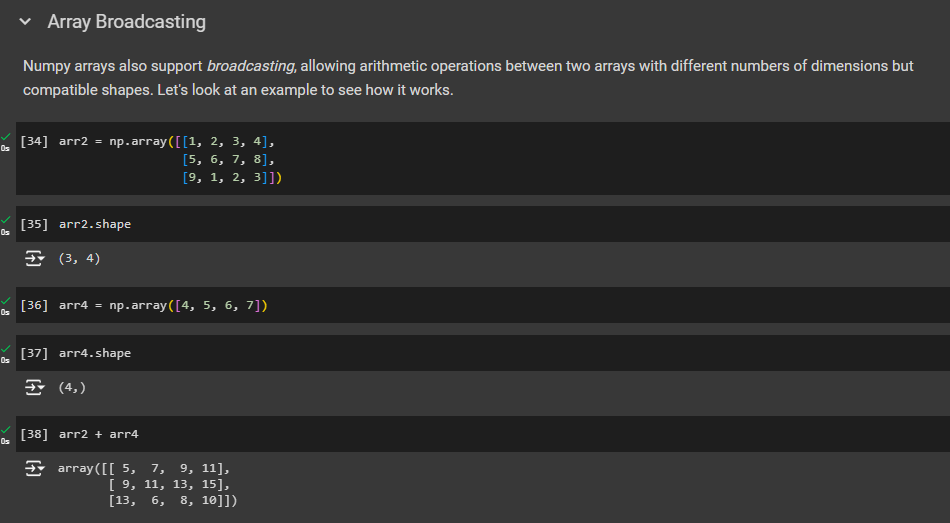 Array Broadcasting
Numpy arrays also support broadcasting, allowing arithmetic operations between two arrays with different numbers of dimensions but
compatible shapes. Let's look at an example to see how it works.
0s
[34] arr2 = np.array([[1, 2, 3, 4],
[5, 6, 7, 8],
[9, 1, 2, 3]])
0s
[35] arr2.shape
(3, 4)
0s
[36] arr4 = np.array([4, 5, 6, 7])
0s
[37] arr4.shape
(4,)
0s
[38] arr2 + arr4
array([[ 5,  7,  9, 11],
[ 9, 11, 13, 15],
[13,  6,  8, 10]])